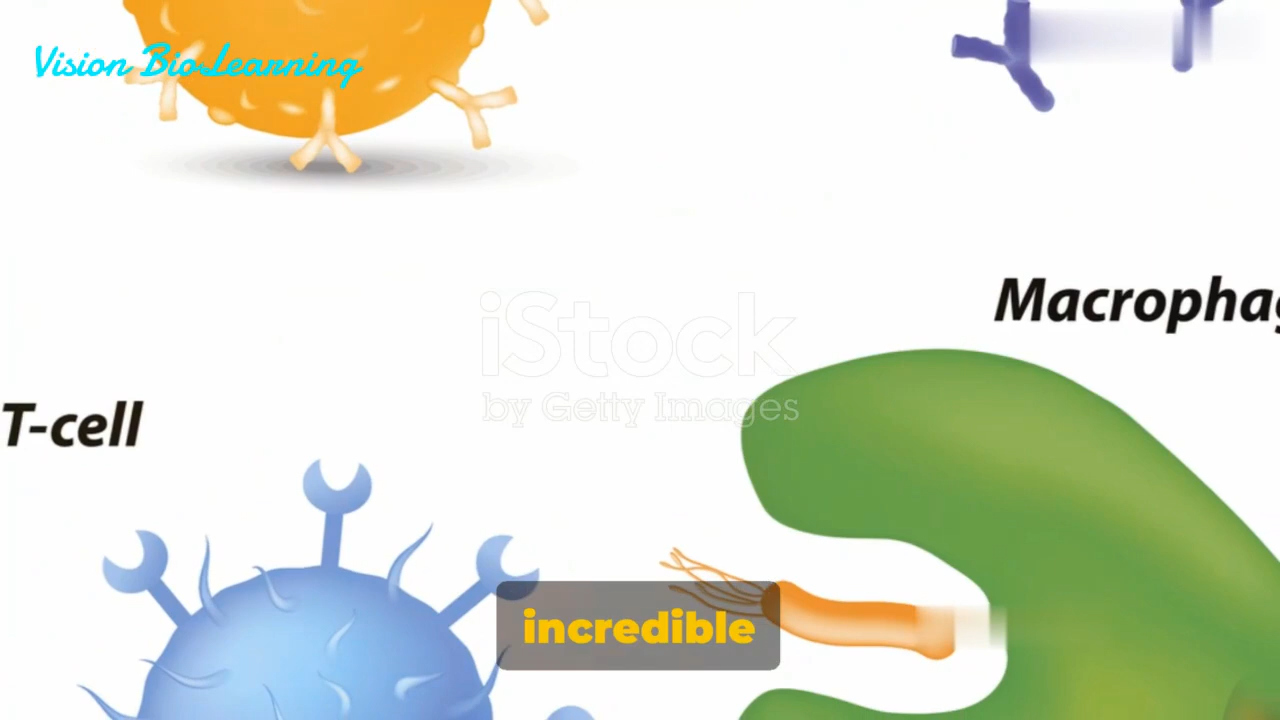 Vision BioLearning
Macrophag
iStock
by Getty Images
T-cell
incredible